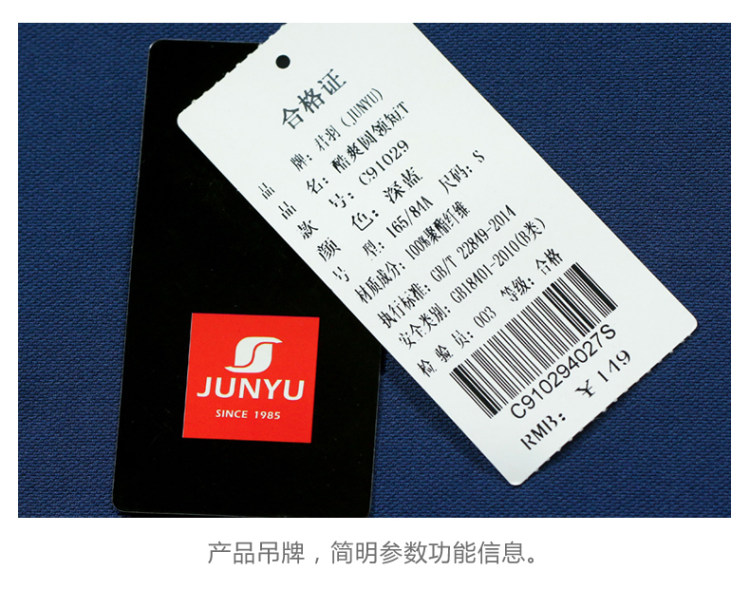 合格证
品 牌：君羽（JUNYU）
品 名：酷爽圆领短T
款 号：C91029
颜 色：深蓝
号 型：165/84A 尺码：S
材质成分：100%聚酯纤维
执行标准：GB/T 22849-2014
安全类别：GB18401-2010(B类)
检 验 员：003 等级：合格
C910294027S
RMB：￥149
JUNYU
SINCE 1985
产品吊牌，简明参数功能信息。